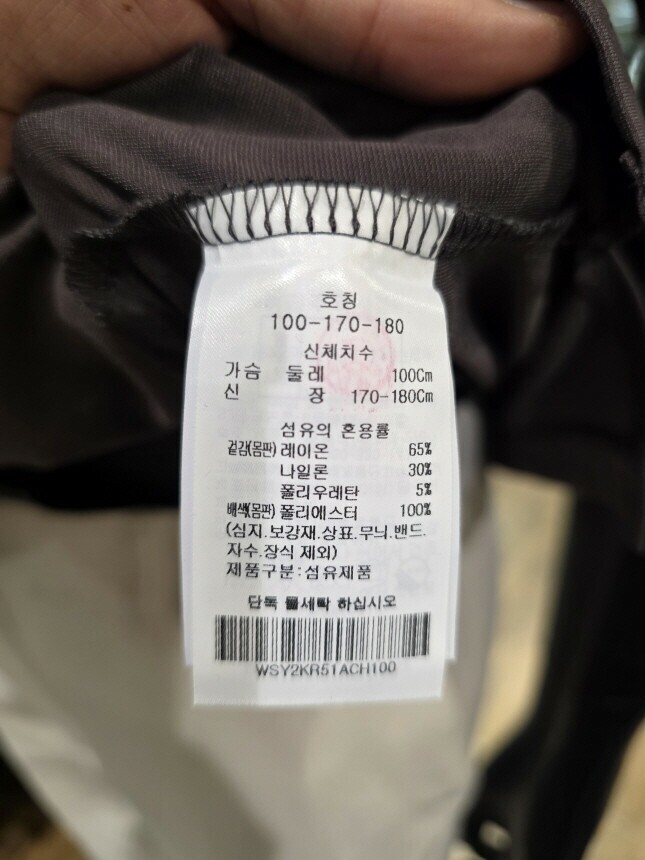 호칭
100-170-180
신체치수
가슴 둘레 100Cm
신 장 170-180Cm
섬유의 혼용률
겉감(몸판) 레이온 65%
나일론 30%
폴리우레탄 5%
배색(몸판) 폴리에스터 100%
(심지.보강재.상표.무늬.밴드.
자수.장식 제외)
제품구분:섬유제품
단독 물세탁 하십시오
WSY2KR51ACH100